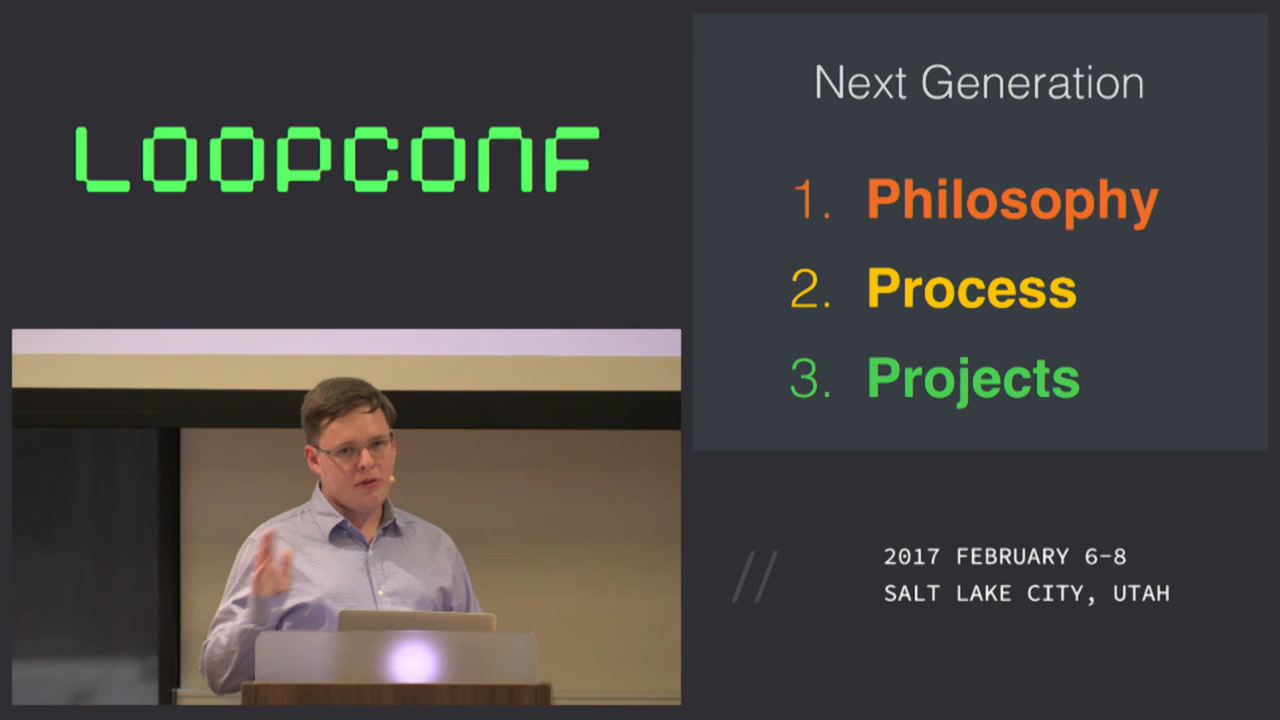 LOOPCONF
Next Generation
1. Philosophy
2. Process
3. Projects
// 2017 FEBRUARY 6-8
SALT LAKE CITY, UTAH